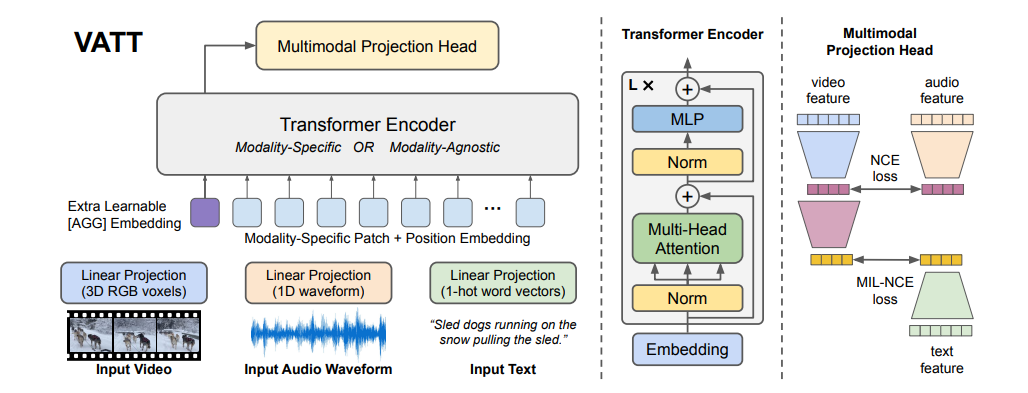 VATT
Multimodal Projection Head
Transformer Encoder
Modality-Specific OR Modality-Agnostic
Extra Learnable
[AGG] Embedding
...
Modality-Specific Patch + Position Embedding
Linear Projection
(3D RGB voxels)
Linear Projection
(1D waveform)
Linear Projection
(1-hot word vectors)
“Sled dogs running on the
snow pulling the sled.”
Input Video
Input Audio Waveform
Input Text
Transformer Encoder
L ×
+
MLP
Norm
+
Multi-Head
Attention
Norm
Embedding
Multimodal
Projection Head
video
feature
audio
feature
NCE
loss
MIL-NCE
loss
text
feature